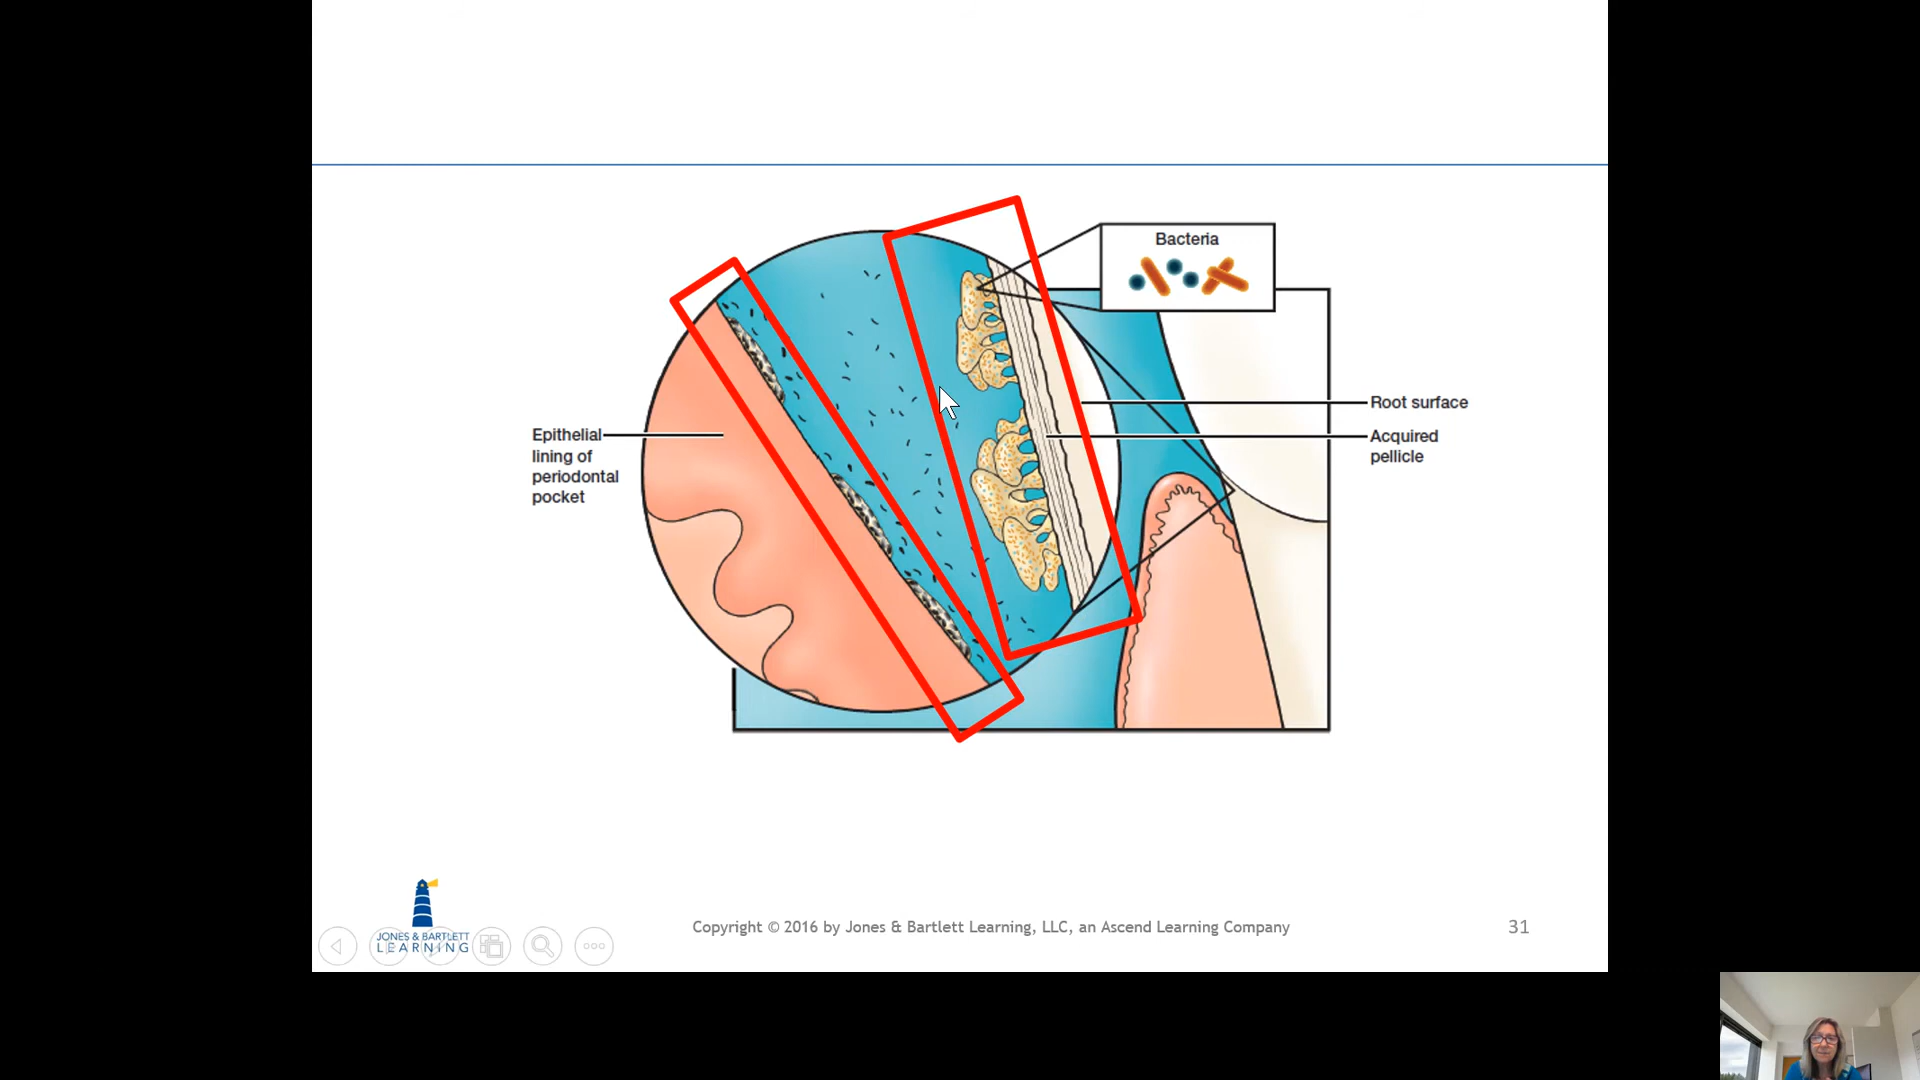 Bacteria
Root surface
Acquired
pellicle
Epithelial
lining of
periodontal
pocket
JONES & BARTLETT
LEARNING
Copyright © 2016 by Jones & Bartlett Learning, LLC, an Ascend Learning Company
31